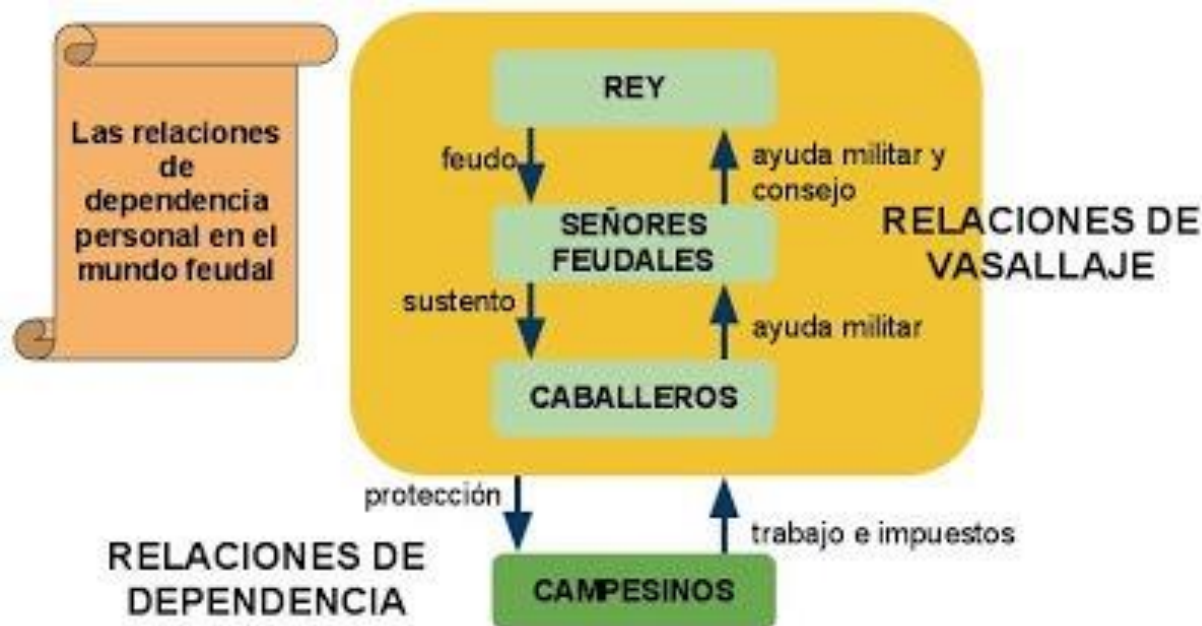 Las relaciones
de
dependencia
personal en el
mundo feudal
REY
feudo
ayuda militar y
consejo
SEÑORES
FEUDALES
RELACIONES DE
VASALLAJE
sustento
ayuda militar
CABALLEROS
protección
trabajo e impuestos
RELACIONES DE
DEPENDENCIA
CAMPESINOS